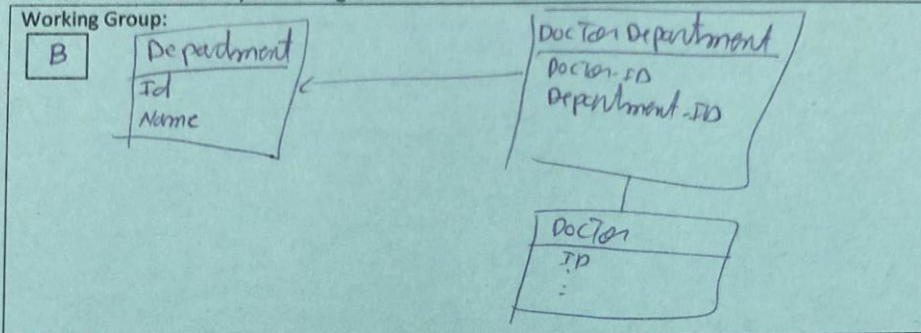 Working Group:
B
Department
Id
Name
Doctor Department
Doctor-ID
Department-ID
Doctor
ID
:
: